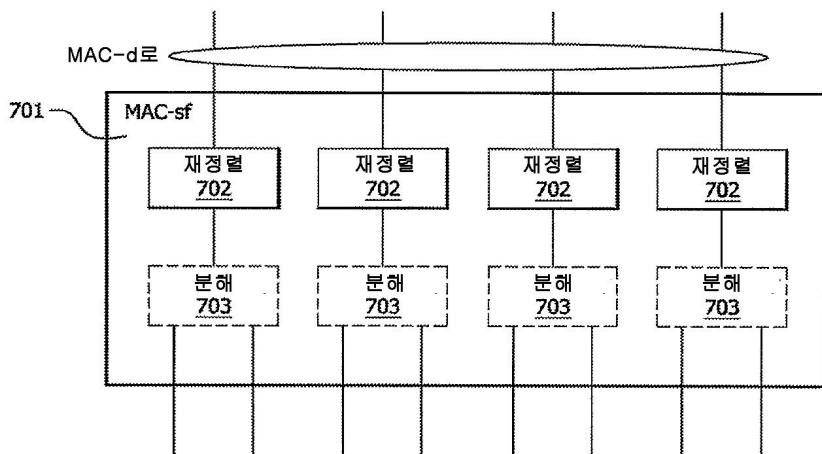 MAC-d로
701
MAC-sf
재정렬 재정렬 재정렬 재정렬
702 702 702 702
분해 분해 분해 분해
703 703 703 703